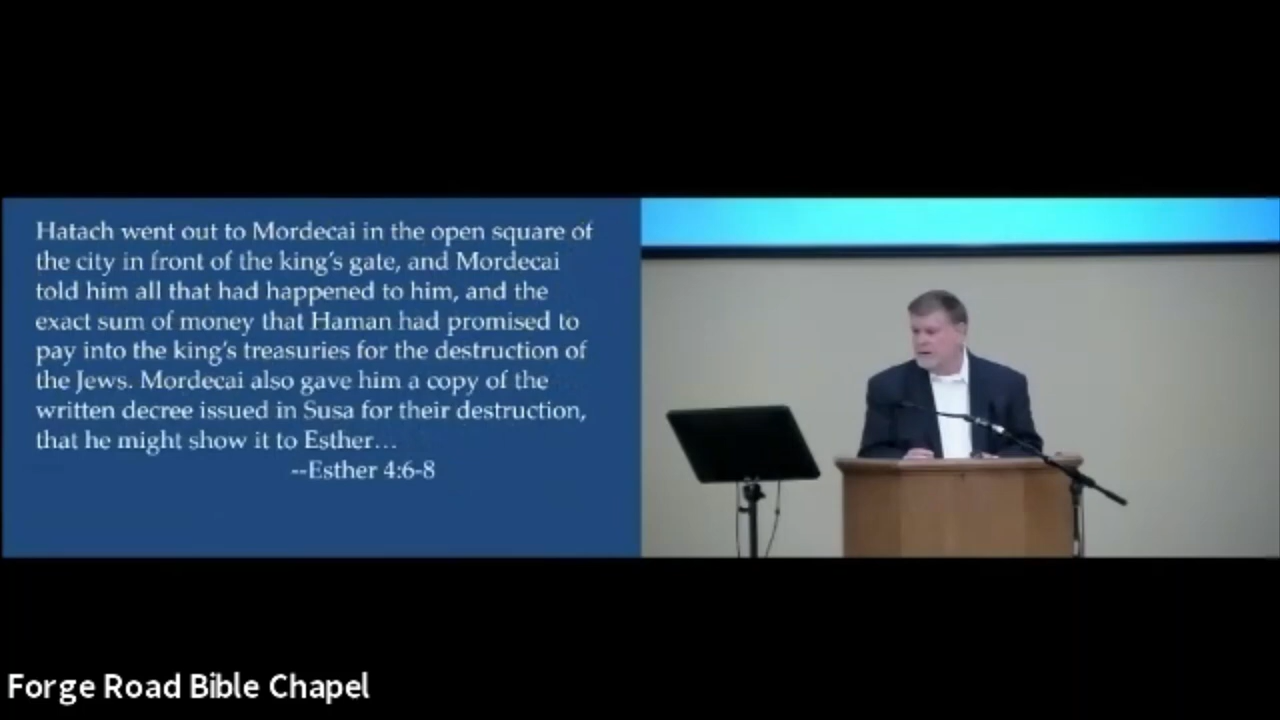 Hatach went out to Mordecai in the open square of
the city in front of the king's gate, and Mordecai
told him all that had happened to him, and the
exact sum of money that Haman had promised to
pay into the king's treasuries for the destruction of
the Jews. Mordecai also gave him a copy of the
written decree issued in Susa for their destruction,
that he might show it to Esther…
--Esther 4:6-8
Forge Road Bible Chapel